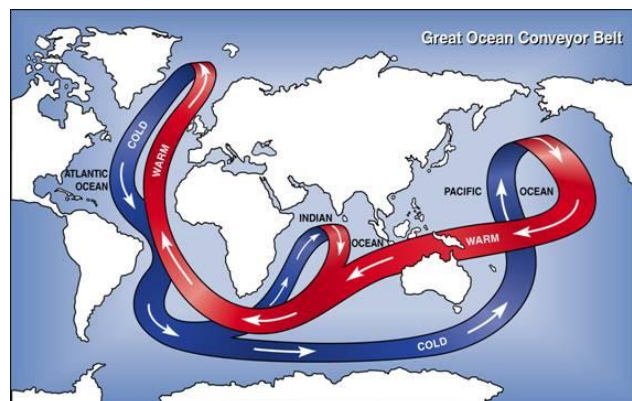 Great Ocean Conveyor Belt
COLD
WARM
ATLANTIC
OCEAN
PACIFIC OCEAN
INDIAN
OCEAN
WARM
COLD